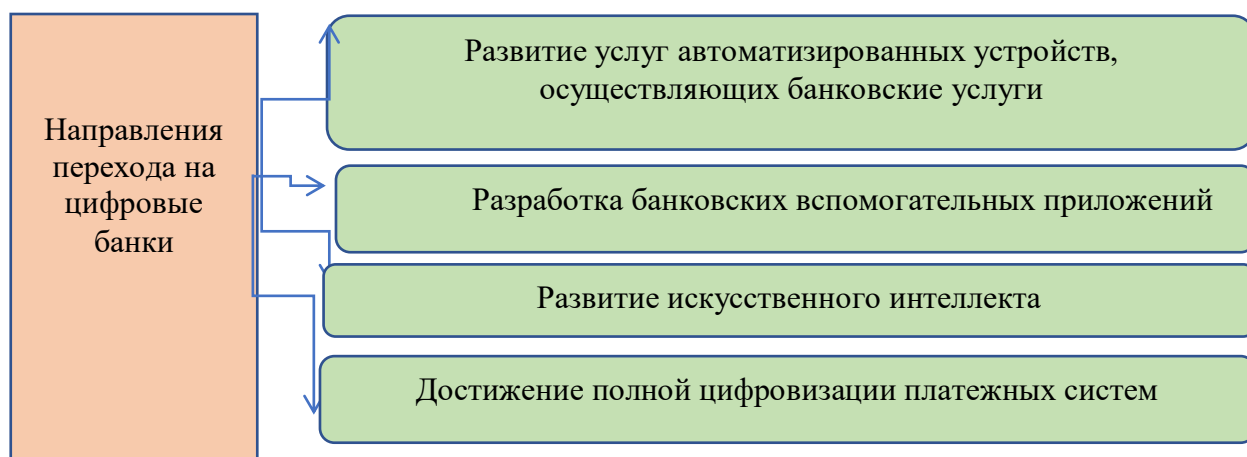 Направления
перехода на
цифровые
банки
Развитие услуг автоматизированных устройств,
осуществляющих банковские услуги
Разработка банковских вспомогательных приложений
Развитие искусственного интеллекта
Достижение полной цифровизации платежных систем